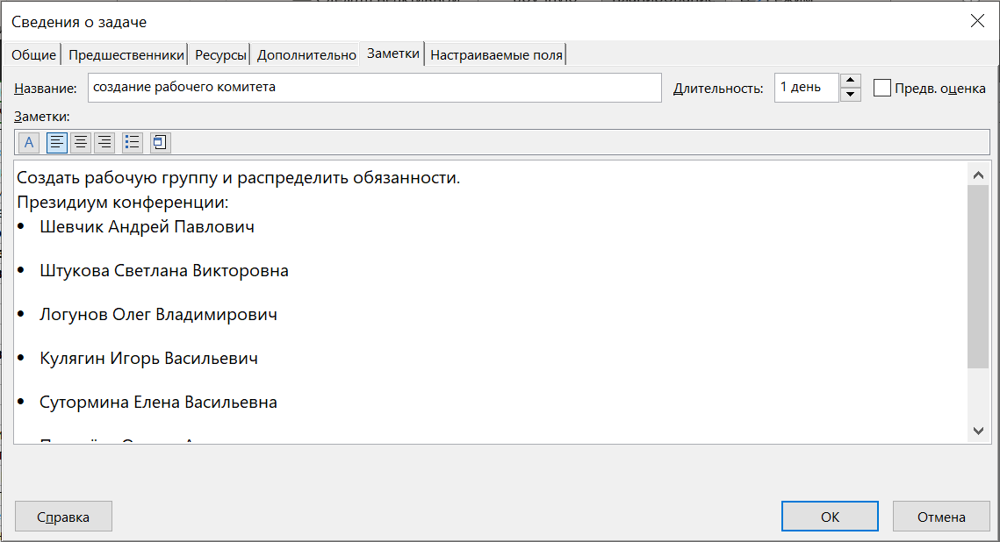 Сведения о задаче
Общие Предшественники Ресурсы Дополнительно Заметки Настраиваемые поля
Название: создание рабочего комитета Длительность: 1 день Предв. оценка
Заметки:
A
Создать рабочую группу и распределить обязанности.
Президиум конференции:
• Шевчик Андрей Павлович
• Штукова Светлана Викторовна
• Логунов Олег Владимирович
• Кулягин Игорь Васильевич
• Сутормина Елена Васильевна
Справка ОК Отмена